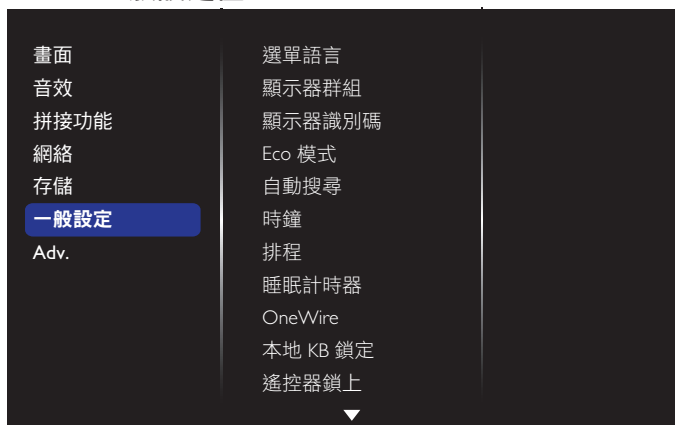 畫面
音效
拼接功能
網絡
存儲
一般設定
Adv.
選單語言
顯示器群組
顯示器識別碼
Eco 模式
自動搜尋
時鐘
排程
睡眠計時器
OneWire
本地 KB 鎖定
遙控器鎖上